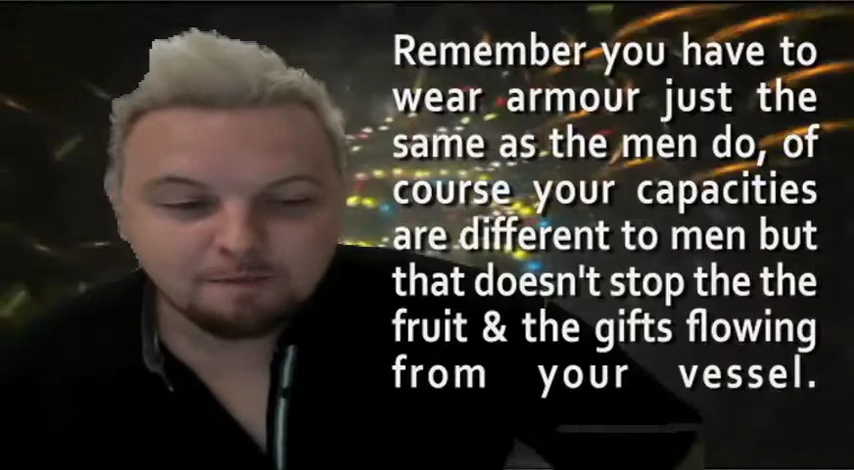 Remember you have to
wear armour just the
same as the men do, of
course your capacities
are different to men but
that doesn't stop the the
fruit & the gifts flowing
from your vessel.